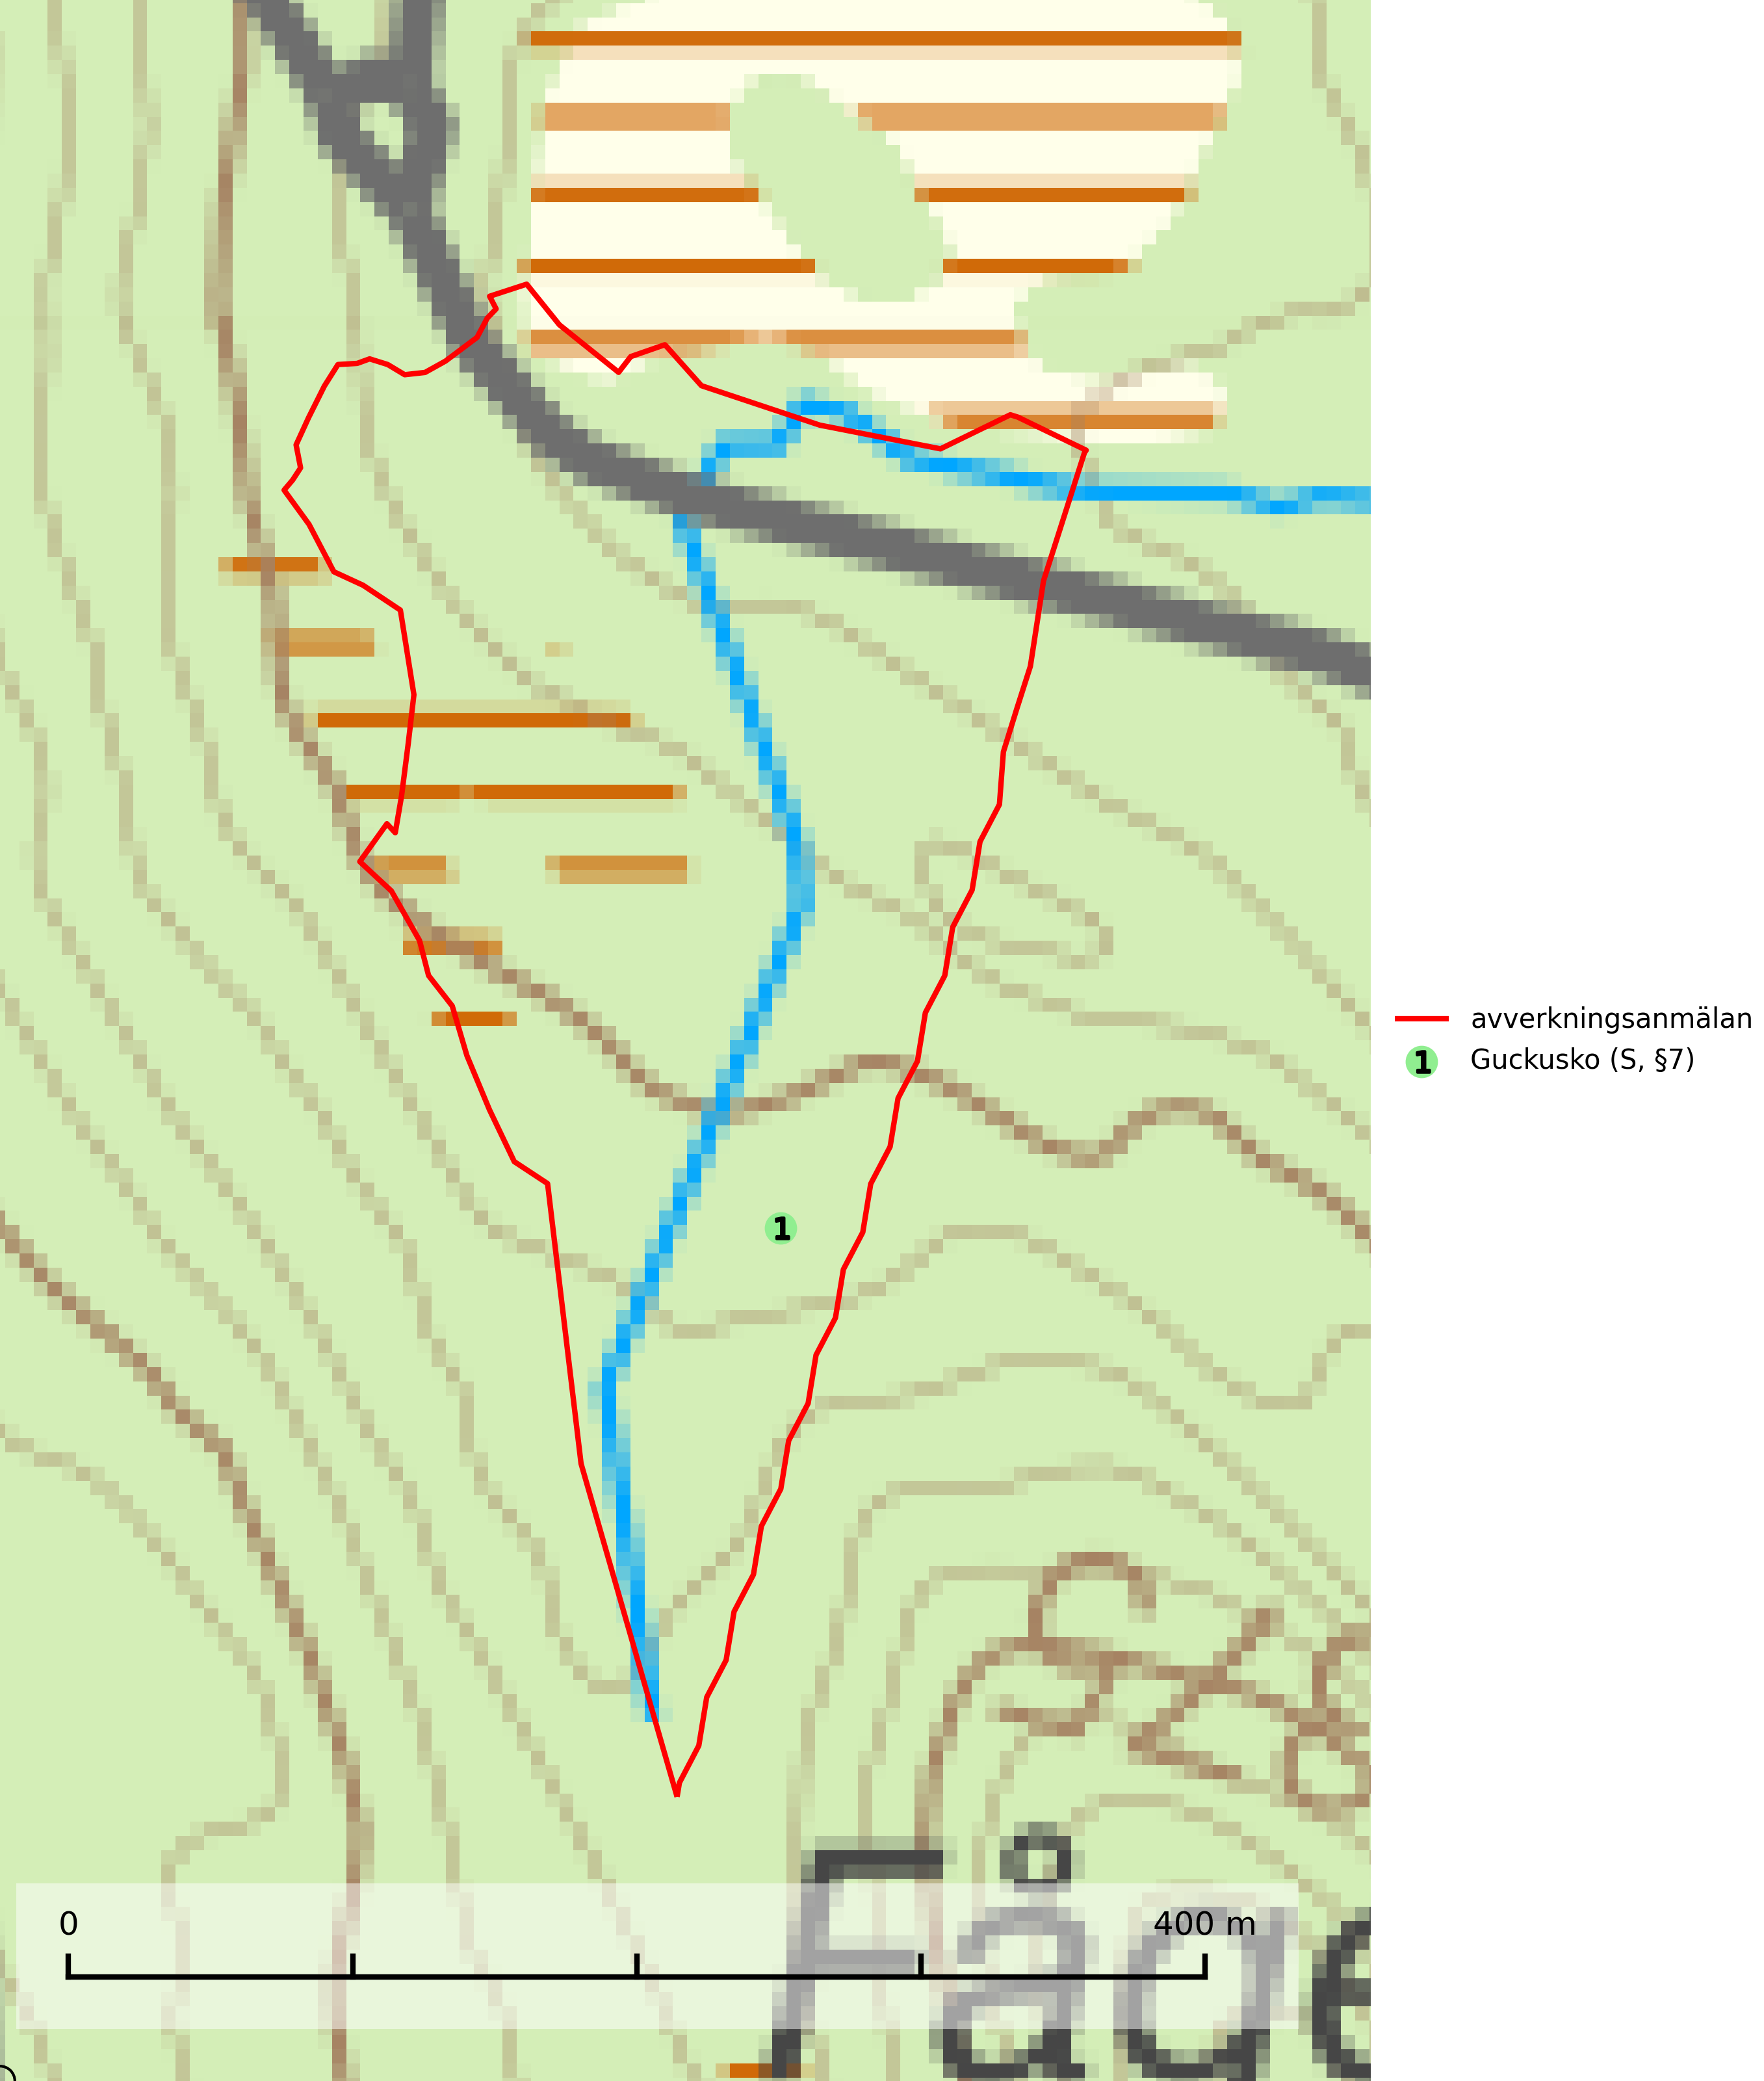 avverkningsanmälan
1 Guckusko (S, §7)
1
0 400 m